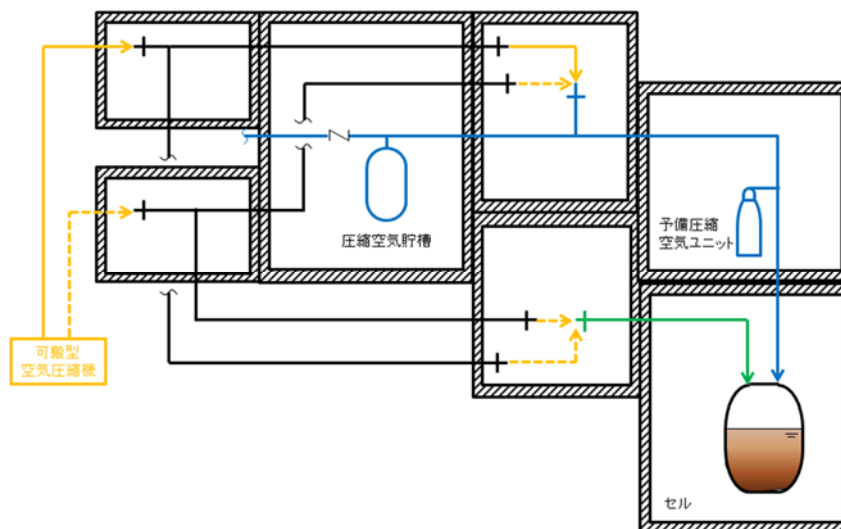 圧縮空気貯槽
予備圧縮
空気ユニット
可搬型
空気圧縮機
セル